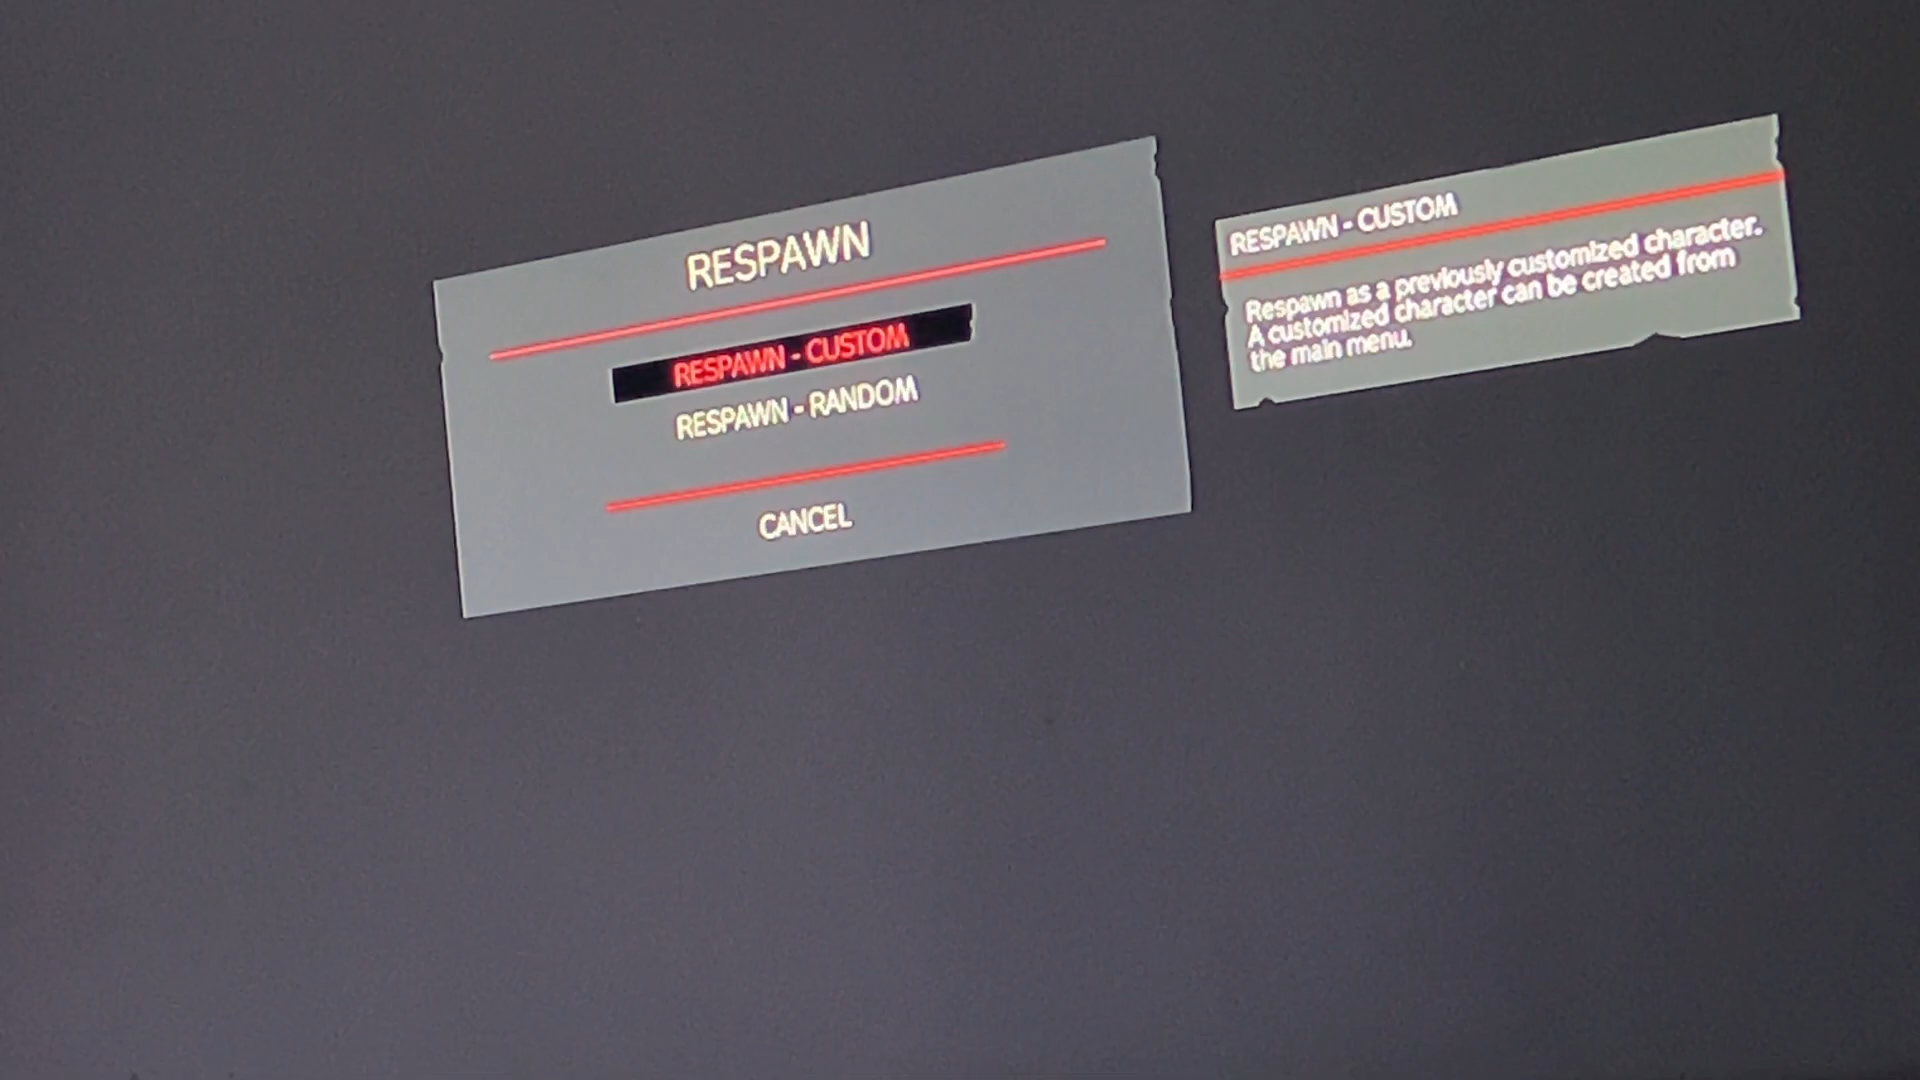 RESPAWN
RESPAWN - CUSTOM
RESPAWN - RANDOM
CANCEL
RESPAWN - CUSTOM
Respawn as a previously customized character.
A customized character can be created from
the main menu.